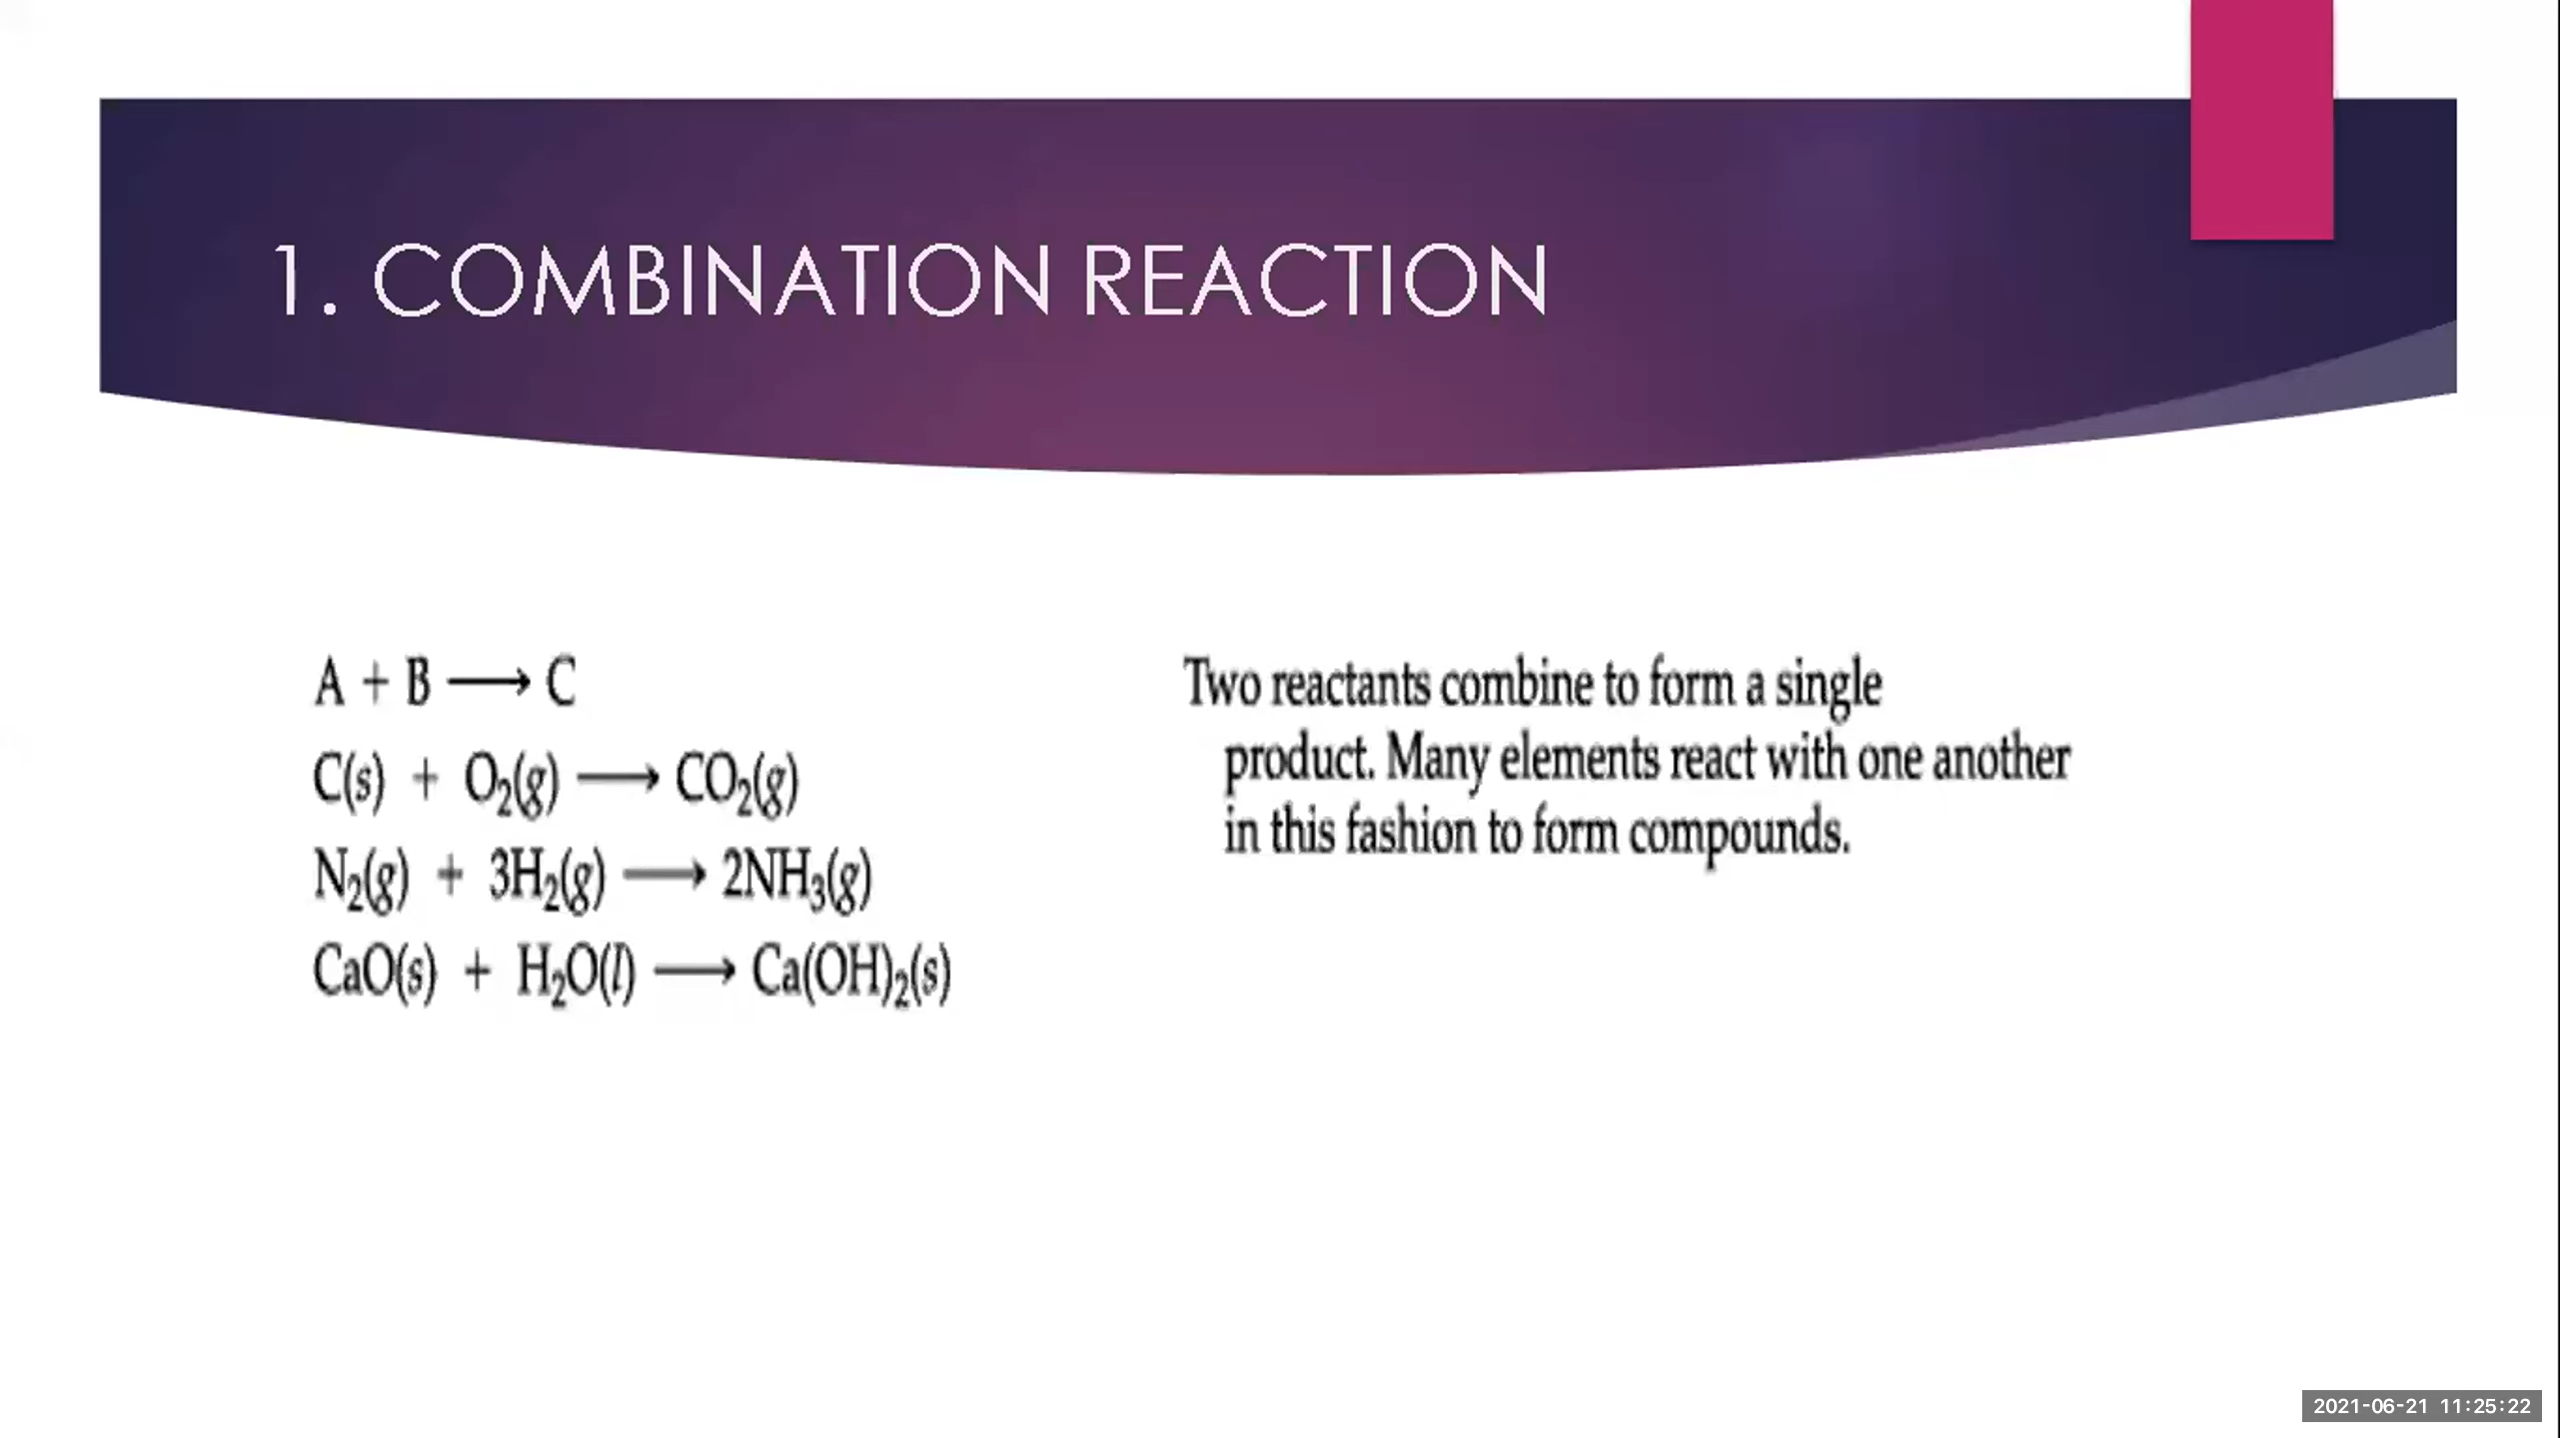 1. COMBINATION REACTION
A + B ⟶ C
C(s) + O₂(g) ⟶ CO₂(g)
N₂(g) + 3H₂(g) ⟶ 2NH₃(g)
CaO(s) + H₂O(l) ⟶ Ca(OH)₂(s)
Two reactants combine to form a single
product. Many elements react with one another
in this fashion to form compounds.
2021-06-21 11:25:22